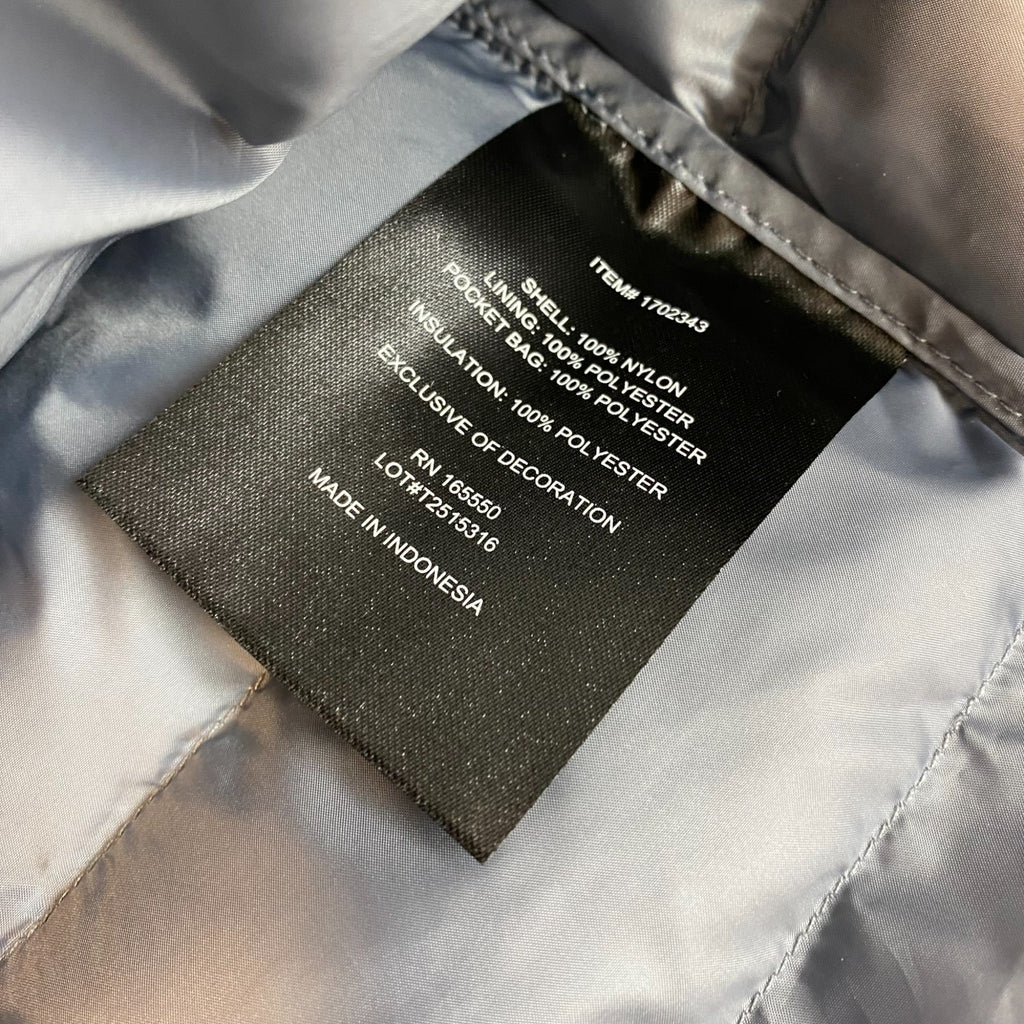 ITEM# 1702343
SHELL: 100% NYLON
LINING: 100% POLYESTER
POCKET BAG: 100% POLYESTER
INSULATION: 100% POLYESTER
EXCLUSIVE OF DECORATION
RN 165550
LOT#T2515316
MADE IN INDONESIA